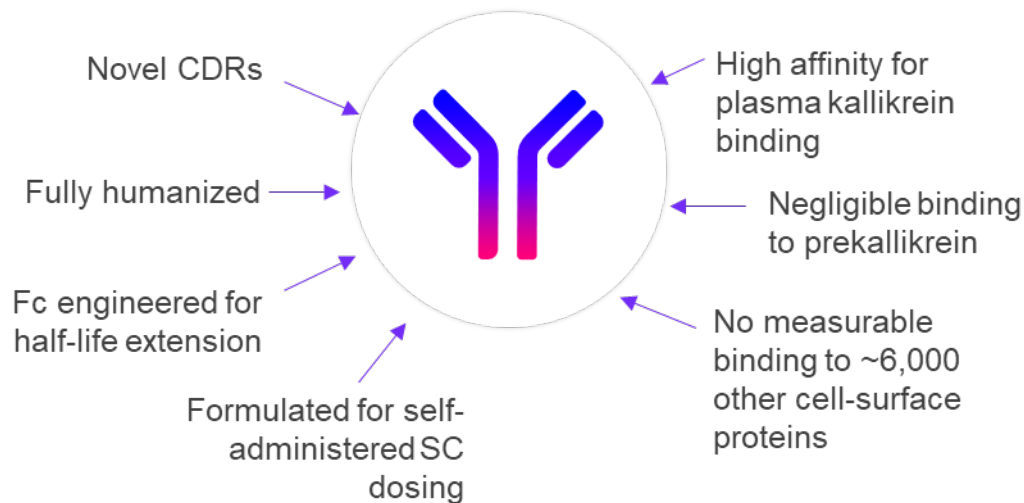 Novel CDRs
Fully humanized
Fc engineered for
half-life extension
Formulated for self-
administered SC
dosing
High affinity for
plasma kallikrein
binding
Negligible binding
to prekallikrein
No measurable
binding to ~6,000
other cell-surface
proteins